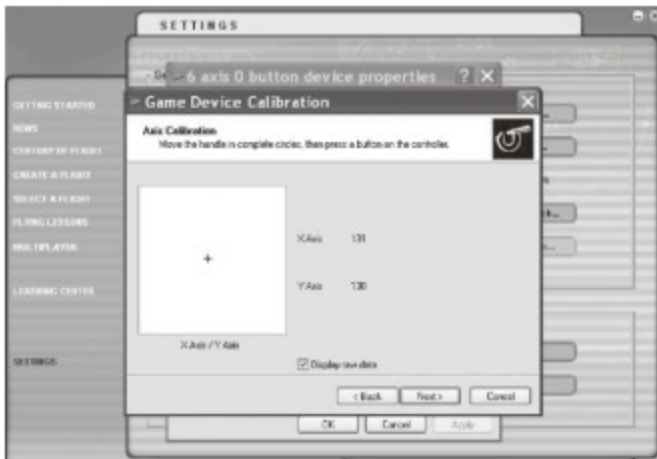 SETTINGS
6 axis 0 button device properties
Game Device Calibration
Axis Calibration
Move the handle in complete circles, then press a button on the controller.
GETTING STARTED
NEWS
CENTURY OF FLIGHT
CREATE A FLIGHT
SELECT A FLIGHT
FLYING LESSONS
MULTIPLAYER
LEARNING CENTER
SETTINGS
X Axis 131
Y Axis 130
X Axis / Y Axis
Display raw data
< Back Next > Cancel
OK Cancel Apply